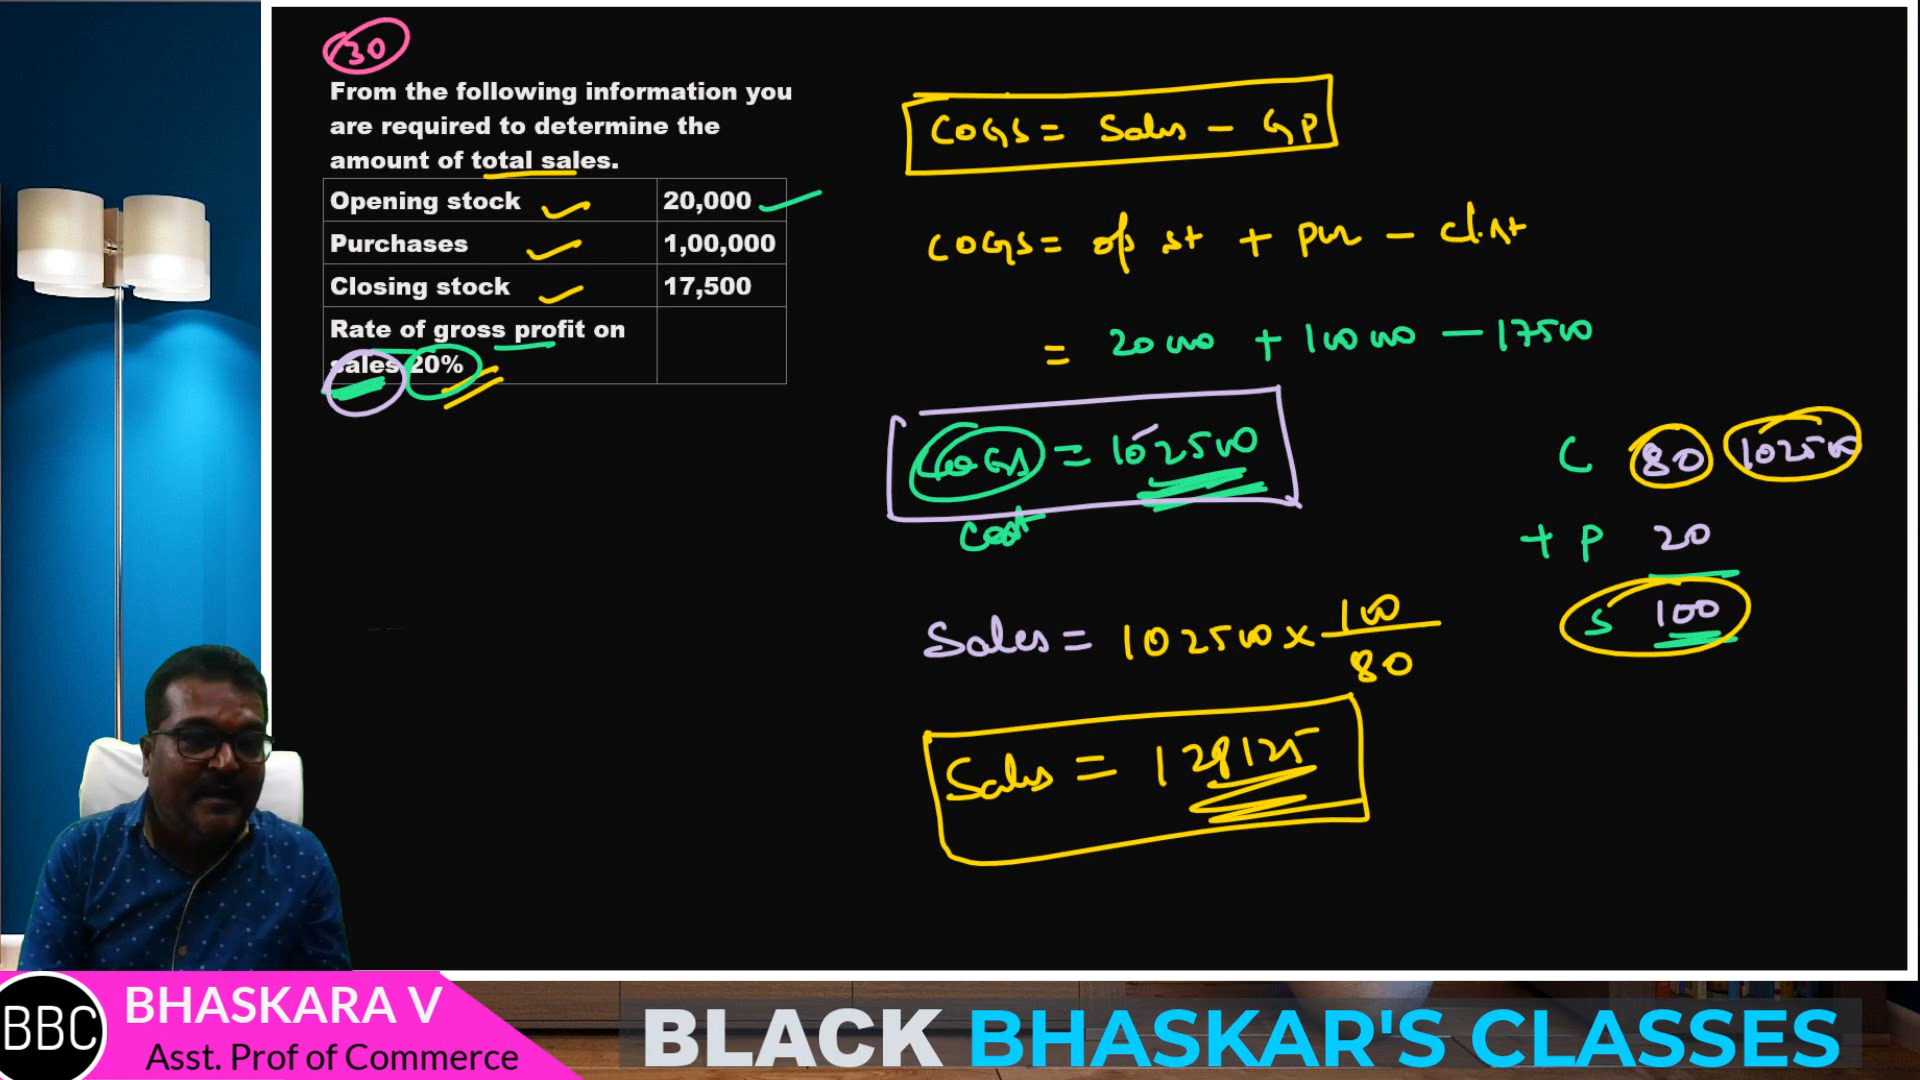 30
From the following information you
are required to determine the
amount of total sales.
Opening stock 20,000
Purchases 1,00,000
Closing stock 17,500
Rate of gross profit on
sales 20%
COGS = Sales - GP
COGS = op st + pur - cl.st
= 20000 + 100000 - 17500
COGS = 102500
Cost
C 80 102500
+ P 20
S 100
Sales = 102500 x 100/80
Sales = 128125
BBC
BHASKARA V
Asst. Prof of Commerce
BLACK BHASKAR'S CLASSES